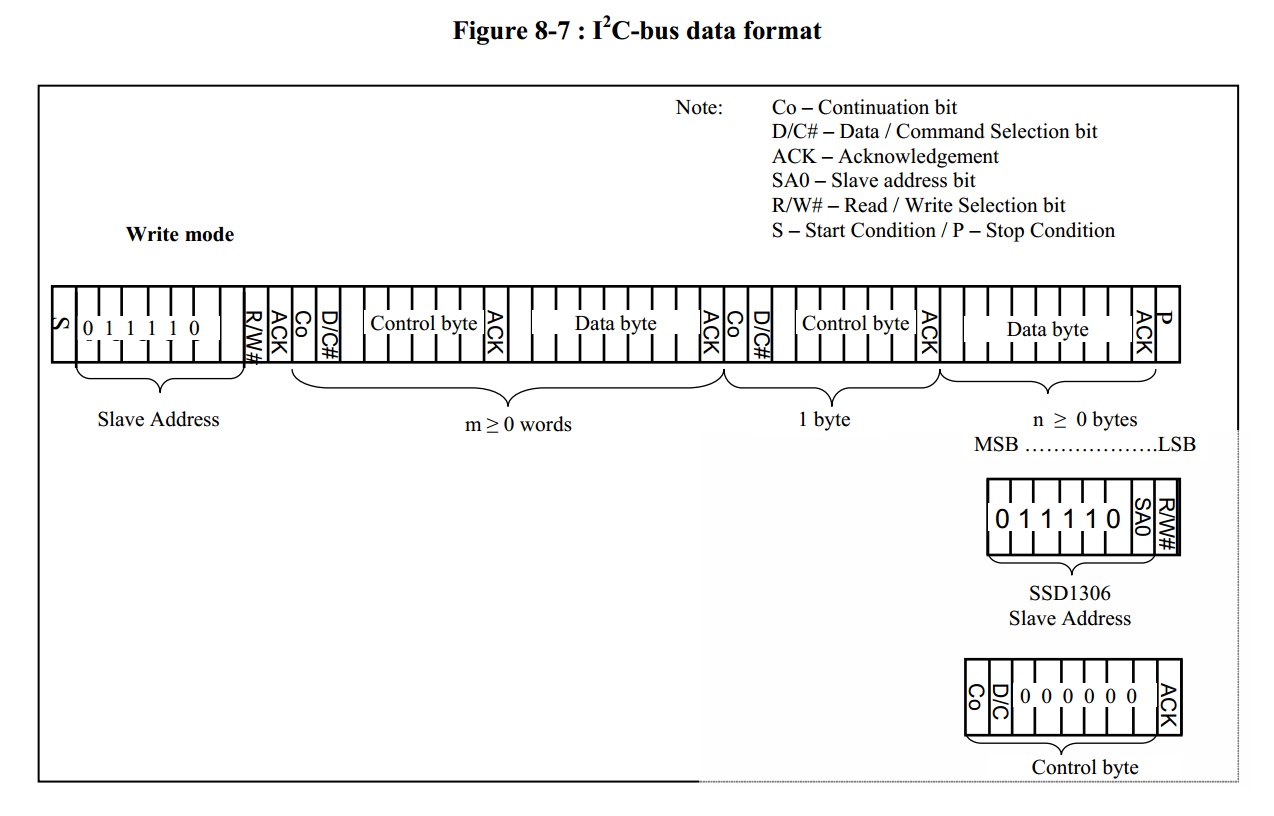 Figure 8-7 : I²C-bus data format
Note: Co – Continuation bit
D/C# – Data / Command Selection bit
ACK – Acknowledgement
SA0 – Slave address bit
R/W# – Read / Write Selection bit
S – Start Condition / P – Stop Condition
Write mode
S 0 1 1 1 1 0 R/W# ACK Co D/C# Control byte ACK Data byte ACK Co D/C# Control byte ACK Data byte ACK P
Slave Address m ≥ 0 words 1 byte n ≥ 0 bytes
MSB ……………….LSB
0 1 1 1 1 0 SA0 R/W#
SSD1306
Slave Address
Co D/C 0 0 0 0 0 0 ACK
Control byte